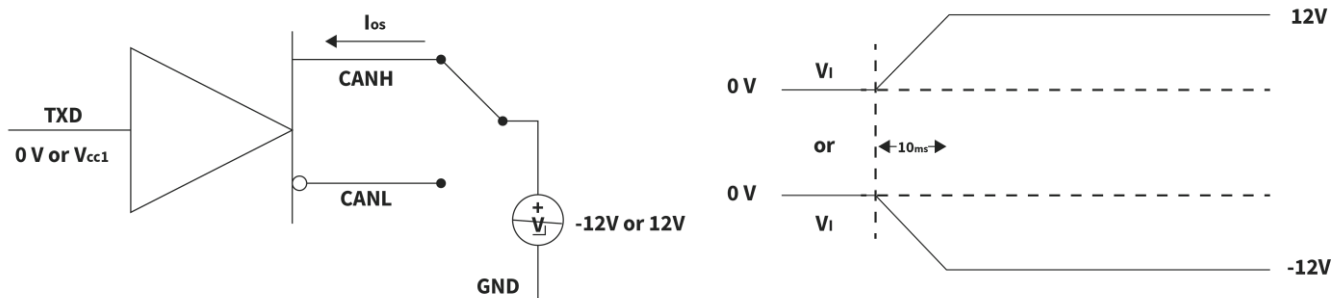 Ios
CANH
TXD
0 V or Vcc1
CANL
+
VI
-12V or 12V
GND
12V
VI
0 V
or
10ms
0 V
VI
-12V